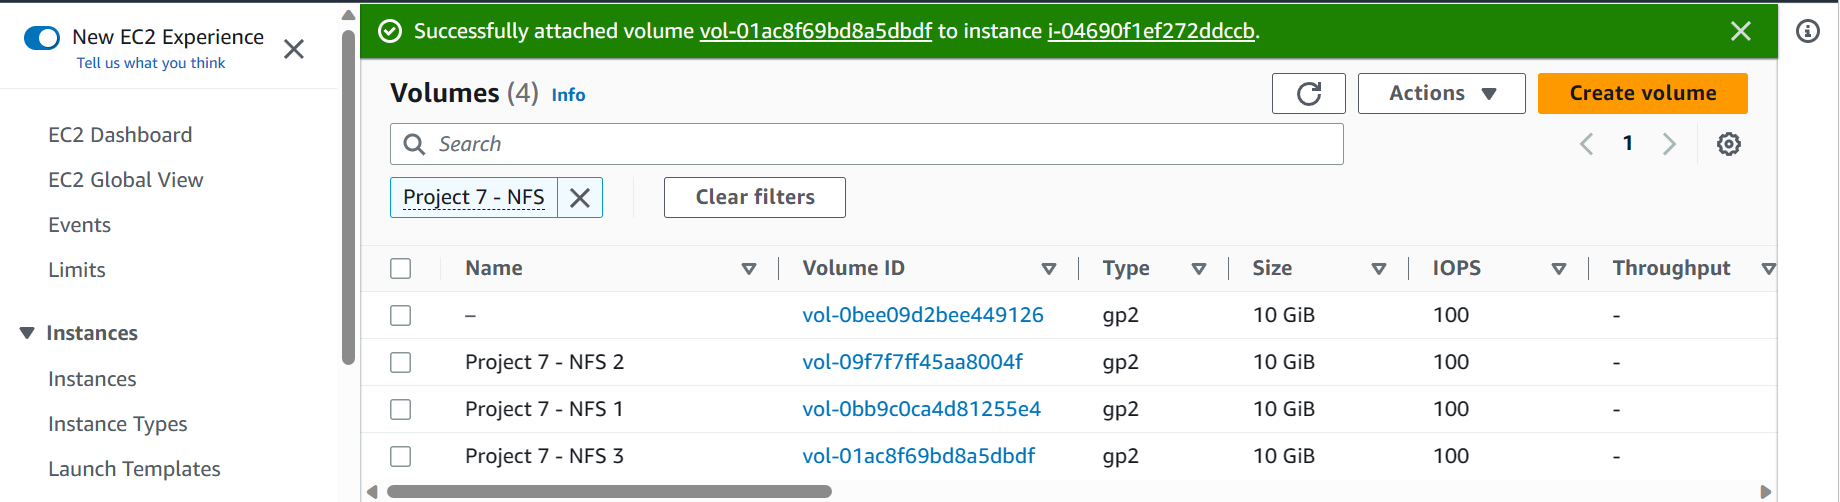 New EC2 Experience
Tell us what you think
EC2 Dashboard
EC2 Global View
Events
Limits
Instances
Instances
Instance Types
Launch Templates
Successfully attached volume vol-01ac8f69bd8a5dbdf to instance i-04690f1ef272ddccb.
Volumes (4) Info
Actions
Create volume
Search
1
Project 7 - NFS
Clear filters
Name Volume ID Type Size IOPS Throughput
– vol-0bee09d2bee449126 gp2 10 GiB 100 -
Project 7 - NFS 2 vol-09f7f7ff45aa8004f gp2 10 GiB 100 -
Project 7 - NFS 1 vol-0bb9c0ca4d81255e4 gp2 10 GiB 100 -
Project 7 - NFS 3 vol-01ac8f69bd8a5dbdf gp2 10 GiB 100 -